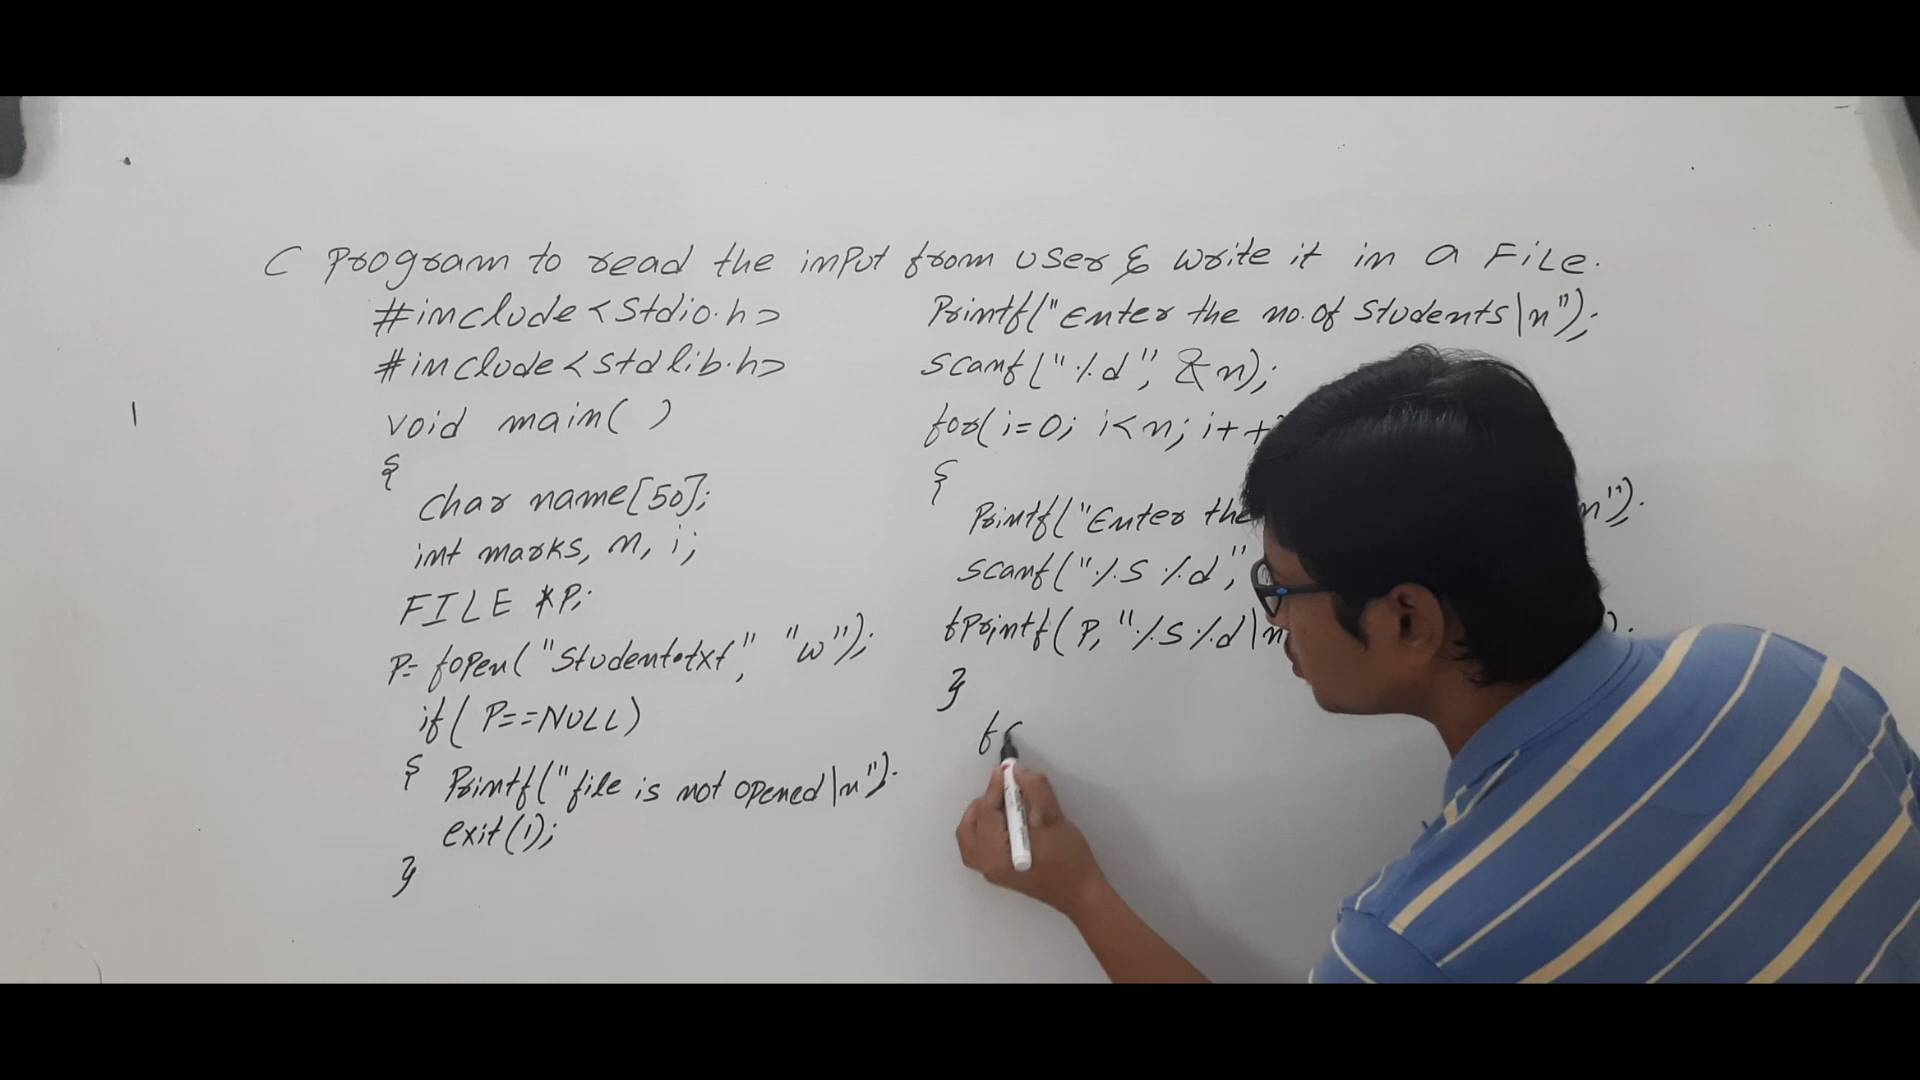 C Program to read the input from user & write it in a FiLe.
#include <Stdio.h>
#include <stdlib.h>
void main( )
{
char name[50];
int marks, n, i;
FILE *P;
P= fopen( "Student.txt", "w");
if( P==NULL)
{ Printf("file is not opened\n");
exit(1);
}
Printf("Enter the no. of Students\n");
scanf("%d", &n);
for(i=0; i<n; i++
{
Printf("Enter the n");
scanf("%s %d",
fPrintf( P, "%s %d\n );
}
fc